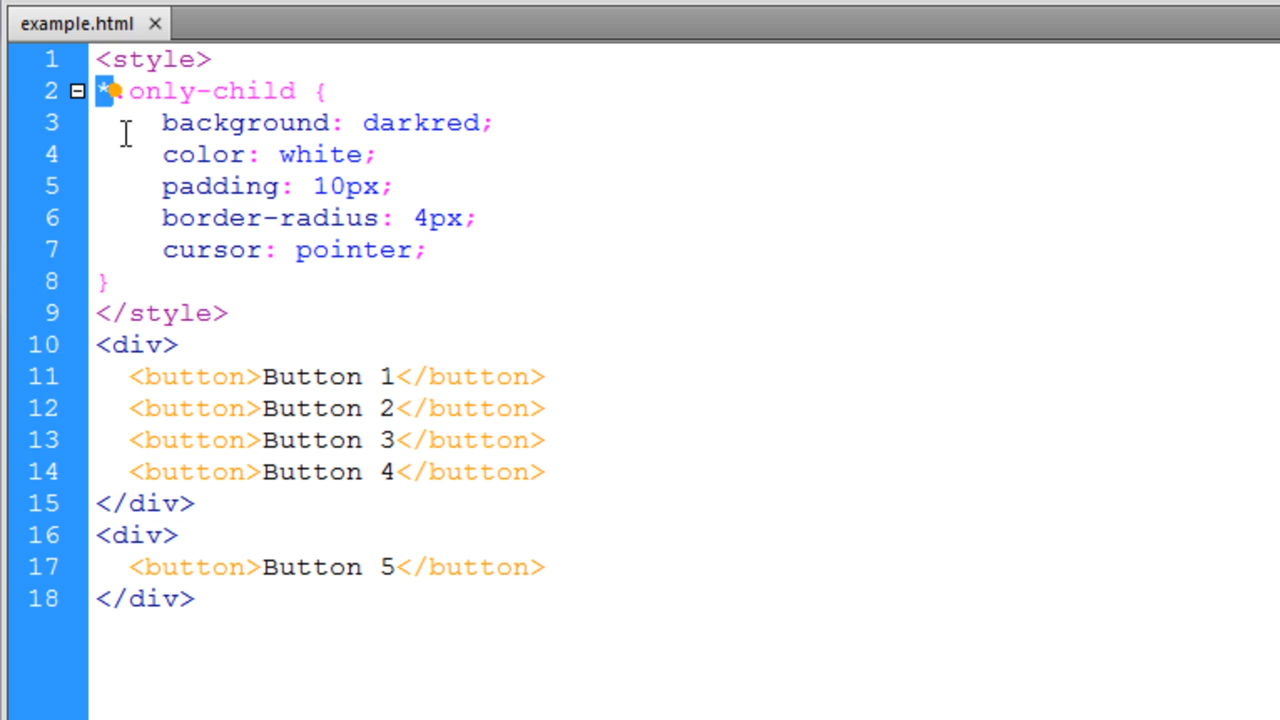 example.html ×
1 <style>
2 *:only-child {
3     background: darkred;
4     color: white;
5     padding: 10px;
6     border-radius: 4px;
7     cursor: pointer;
8 }
9 </style>
10 <div>
11   <button>Button 1</button>
12   <button>Button 2</button>
13   <button>Button 3</button>
14   <button>Button 4</button>
15 </div>
16 <div>
17   <button>Button 5</button>
18 </div>